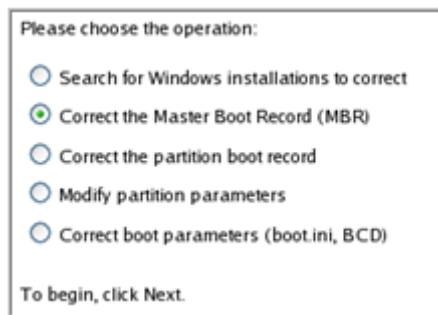 Please choose the operation:
Search for Windows installations to correct
Correct the Master Boot Record (MBR)
Correct the partition boot record
Modify partition parameters
Correct boot parameters (boot.ini, BCD)
To begin, click Next.